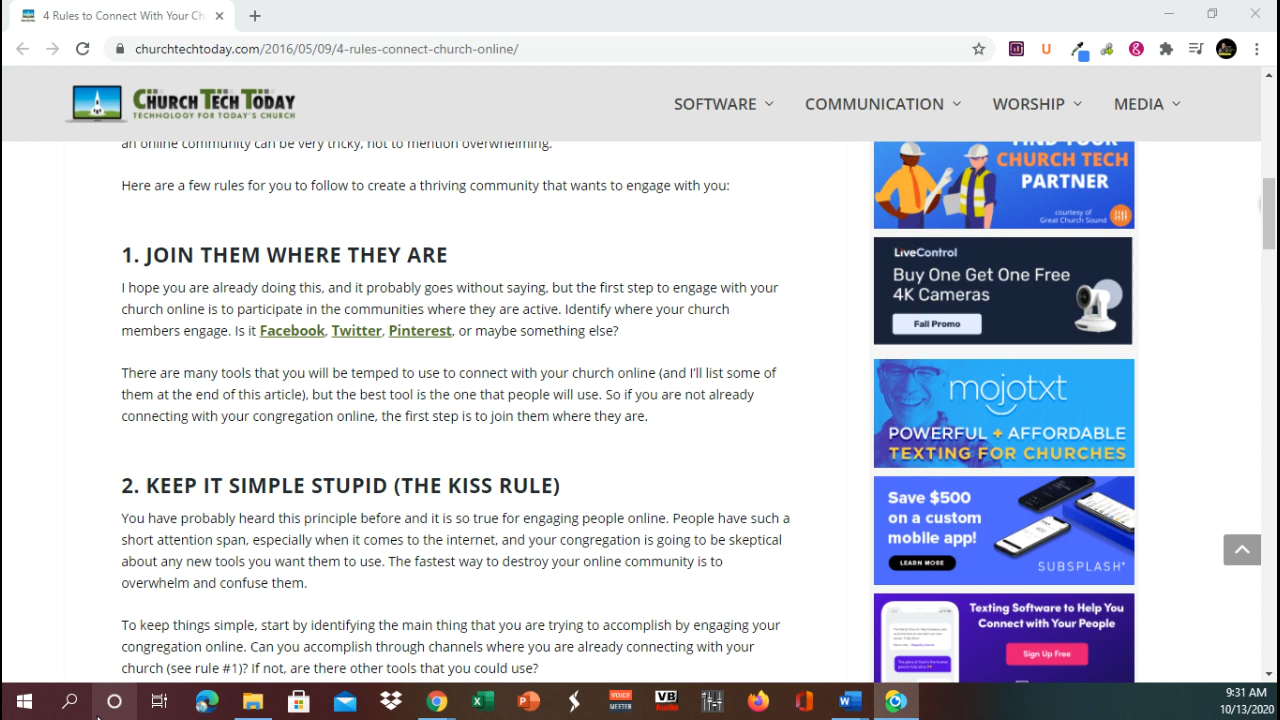 4 Rules to Connect With Your Ch
churchtechtoday.com/2016/05/09/4-rules-connect-church-online/
CHURCH TECH TODAY
TECHNOLOGY FOR TODAY'S CHURCH
SOFTWARE
COMMUNICATION
WORSHIP
MEDIA
an online community can be very tricky, not to mention overwhelming.
Here are a few rules for you to follow to create a thriving community that wants to engage with you:
1. JOIN THEM WHERE THEY ARE
I hope you are already doing this, and it probably goes without saying, but the first step to engage with your
church online is to participate in the communities where they are active. Identify where your church
members engage. Is it Facebook, Twitter, Pinterest, or maybe something else?
There are many tools that you will be temped to use to connect with your church online (and I'll list some of
them at the end of this article), but the best tool is the one that people will use. So if you are not already
connecting with your congregation online, the first step is to join them where they are.
2. KEEP IT SIMPLE STUPID (THE KISS RULE)
You have probably heard this principle before and it is so true for engaging people online. People have such a
short attention span, especially when it comes to the internet, and your congregation is going to be skeptical
about any new tools you want them to use. The fastest way to destroy your online community is to
overwhelm and confuse them.
To keep things simple, start by identifying the main thing that you are trying to accomplish by engaging your
congregation online. Can you accomplish through channels where you are already connecting with your
church (see rule #1)? If not, are there other tools that you could use?
FIND YOUR
CHURCH TECH
PARTNER
courtesy of
Great Church Sound
LiveControl
Buy One Get One Free
4K Cameras
Fall Promo
mojotxt
POWERFUL + AFFORDABLE
TEXTING FOR CHURCHES
Save $500
on a custom
mobile app!
LEARN MORE
SUBSPLASH
Texting Software to Help You
Connect with Your People
Sign Up Free
VOICE
MEETER
VB
Audio
9:31 AM
10/13/2020